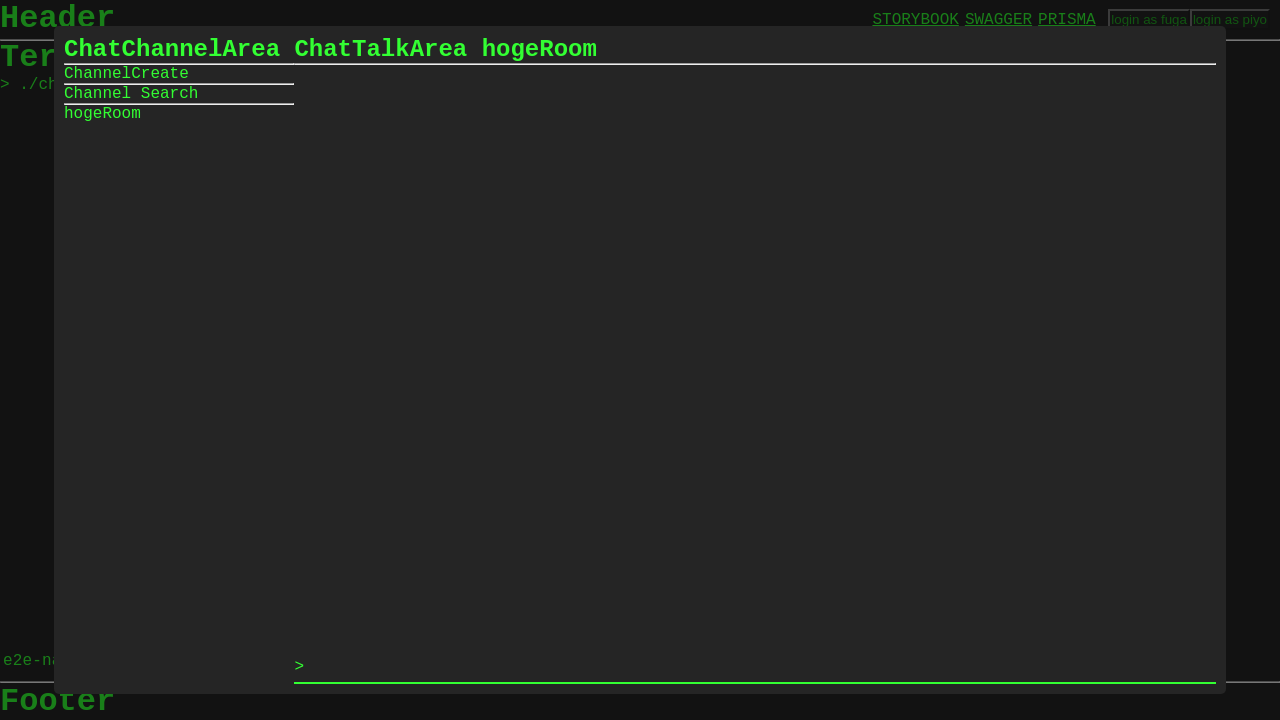 Header STORYBOOK SWAGGER PRISMA login as fuga login as piyo
Ter
> ./ch
ChatChannelArea ChatTalkArea hogeRoom
ChannelCreate
Channel Search
hogeRoom
>
e2e-na
Footer